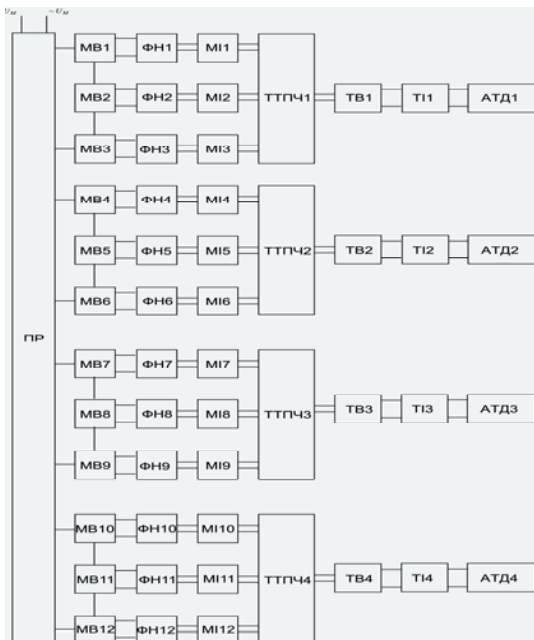 ~U_M
МВ1 ФН1 МІ1
МВ2 ФН2 МІ2 ТТПЧ1 ТВ1 ТІ1 АТД1
МВ3 ФН3 МІ3
МВ4 ФН4 МІ4
МВ5 ФН5 МІ5 ТТПЧ2 ТВ2 ТІ2 АТД2
МВ6 ФН6 МІ6
ПР
МВ7 ФН7 МІ7
МВ8 ФН8 МІ8 ТТПЧ3 ТВ3 ТІ3 АТД3
МВ9 ФН9 МІ9
МВ10 ФН10 МІ10
МВ11 ФН11 МІ11 ТТПЧ4 ТВ4 ТІ4 АТД4
МВ12 ФН12 МІ12